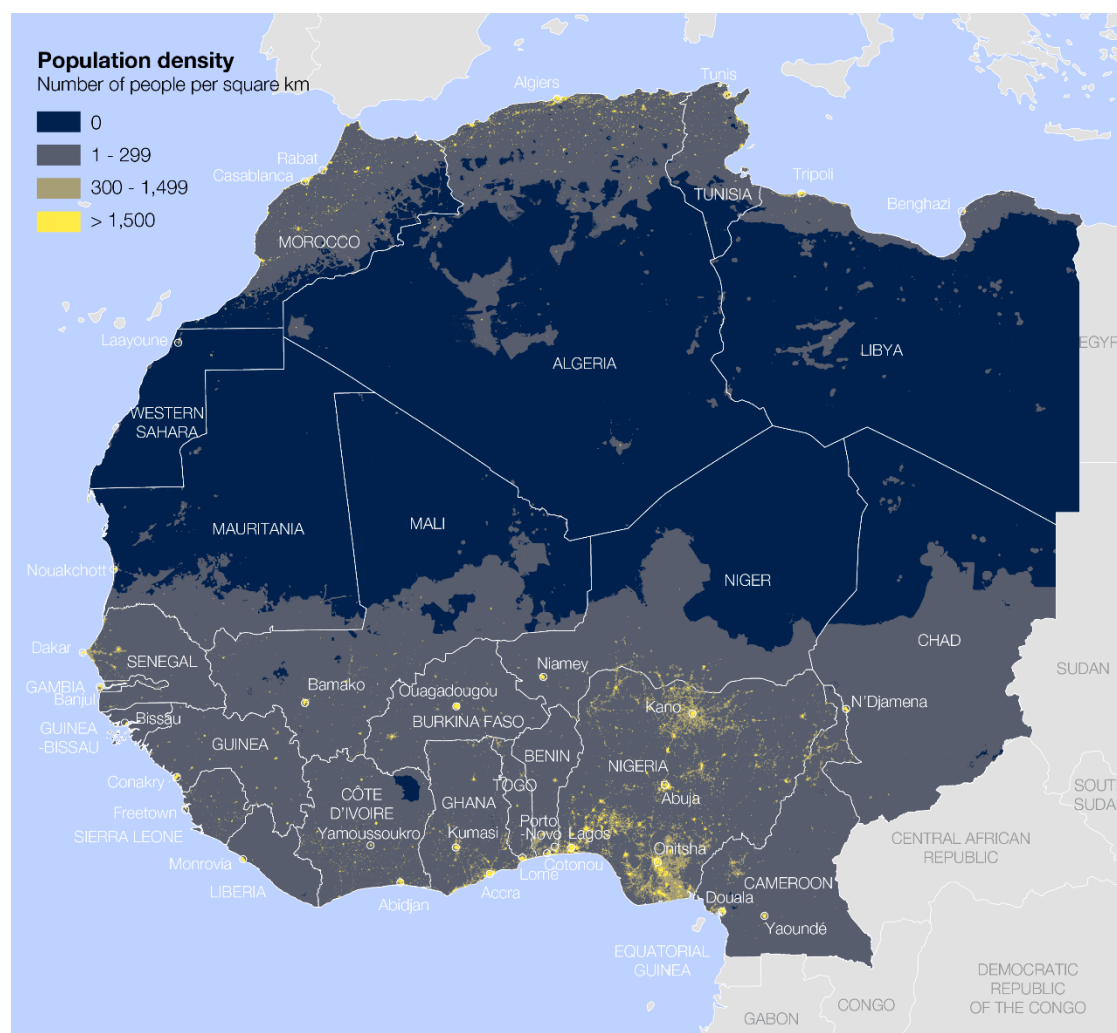 Population density
Number of people per square km
0
1 - 299
300 - 1,499
> 1,500
Algiers
Tunis
Rabat
Casablanca
Tripoli
TUNISIA
Benghazi
MOROCCO
Laayoune
EGYP
ALGERIA
LIBYA
WESTERN
SAHARA
MAURITANIA
MALI
Nouakchott
NIGER
CHAD
Dakar
SENEGAL
SUDAN
Niamey
GAMBIA
Banjul
Bamako
Ouagadougou
N'Djamena
Kano
Bissau
BURKINA FASO
GUINEA
-BISSAU
GUINEA
BENIN
NIGERIA
Conakry
TOGO
Abuja
SOUT
SUDA
CÔTE
D'IVOIRE
GHANA
Freetown
Yamoussoukro
Kumasi
Porto
-Novo
Lagos
SIERRA LEONE
CENTRAL AFRICAN
REPUBLIC
Onitsha
Cotonou
Monrovia
Lomé
LIBERIA
Accra
CAMEROON
Abidjan
Douala
Yaoundé
EQUATORIAL
GUINEA
DEMOCRATIC
REPUBLIC
OF THE CONGO
CONGO
GABON